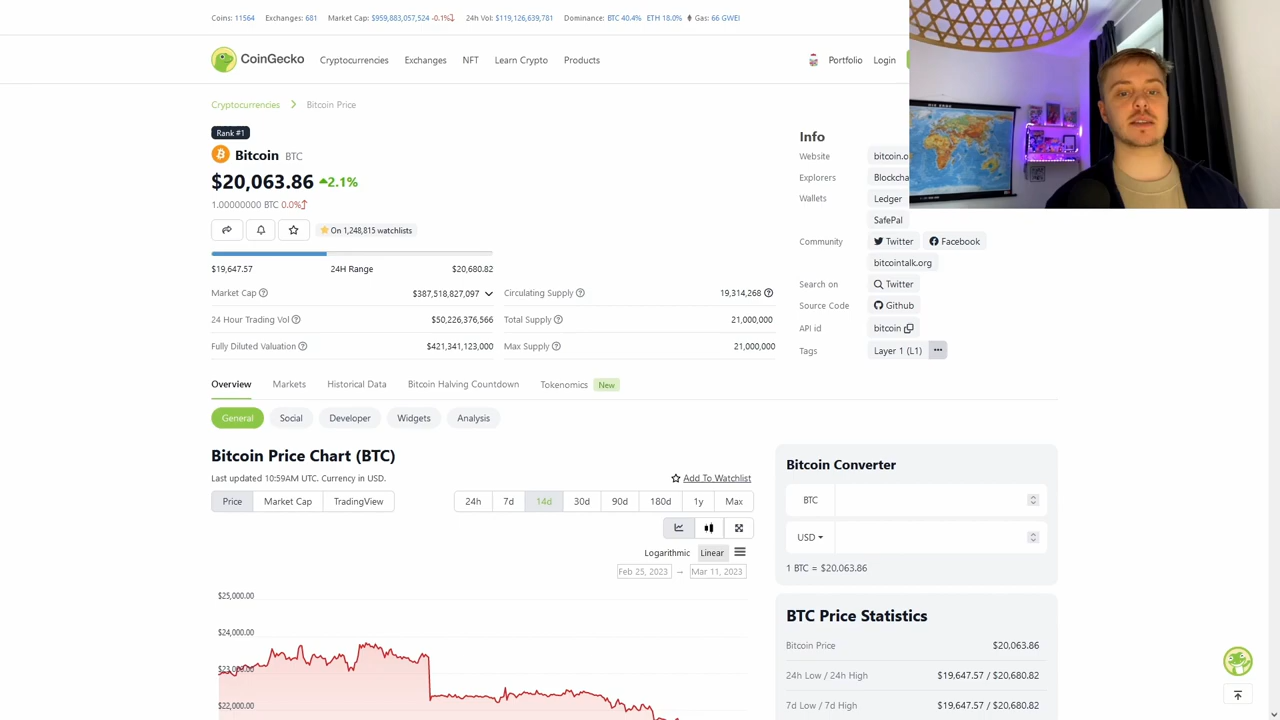 Coins: 11564 Exchanges: 681 Market Cap: $959,883,057,524 -0.1% 24h Vol: $119,126,639,781 Dominance: BTC 40.4% ETH 18.0% Gas: 66 GWEI
CoinGecko Cryptocurrencies Exchanges NFT Learn Crypto Products Portfolio Login
Cryptocurrencies Bitcoin Price
Rank #1
Bitcoin BTC
$20,063.86 2.1%
1.00000000 BTC 0.0%
On 1,248,815 watchlists
$19,647.57 24H Range $20,680.82
Market Cap $387,518,827,097 Circulating Supply 19,314,268
24 Hour Trading Vol $50,226,376,566 Total Supply 21,000,000
Fully Diluted Valuation $421,341,123,000 Max Supply 21,000,000
Info
Website bitcoin.o
Explorers Blockcha
Wallets Ledger
SafePal
Community Twitter Facebook
bitcointalk.org
Search on Twitter
Source Code Github
API id bitcoin
Tags Layer 1 (L1)
Overview Markets Historical Data Bitcoin Halving Countdown Tokenomics New
General Social Developer Widgets Analysis
Bitcoin Price Chart (BTC)
Last updated 10:59AM UTC. Currency in USD.
Add To Watchlist
Price Market Cap TradingView 24h 7d 14d 30d 90d 180d 1y Max
Logarithmic Linear
Feb 25, 2023 → Mar 11, 2023
$25,000.00
$24,000.00
$23,000.00
$22,000.00
Bitcoin Converter
BTC
USD
1 BTC = $20,063.86
BTC Price Statistics
Bitcoin Price $20,063.86
24h Low / 24h High $19,647.57 / $20,680.82
7d Low / 7d High $19,647.57 / $20,680.82